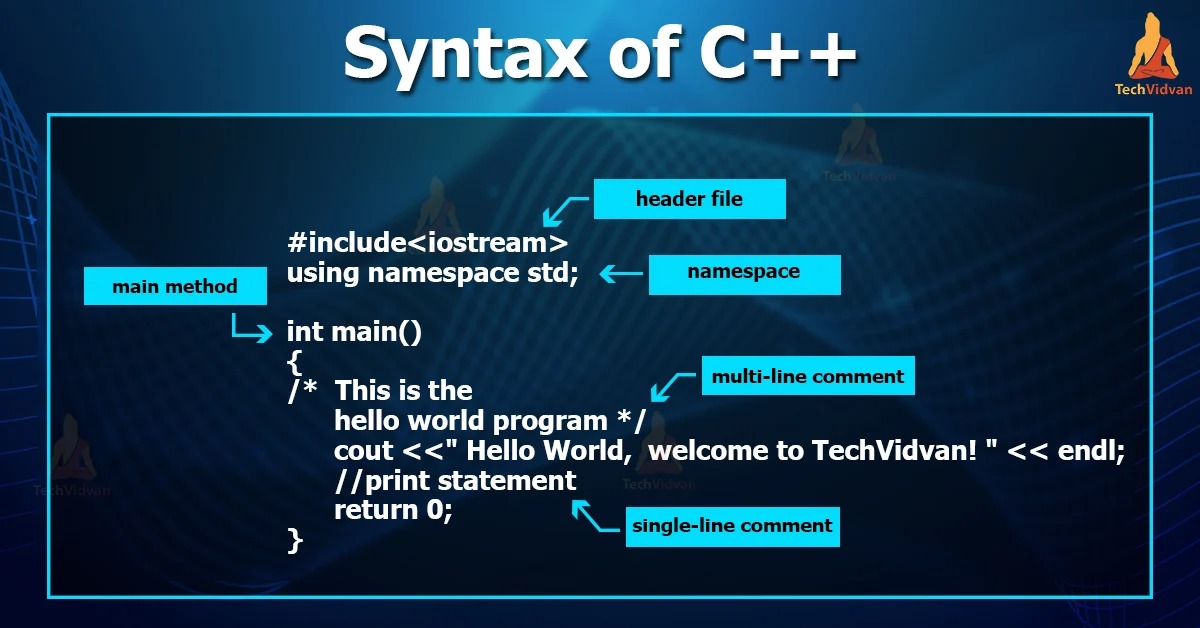 Syntax of C++
TechVidvan
TechVidvan
header file
#include<iostream>
using namespace std;
namespace
main method
int main()
{
/* This is the
multi-line comment
hello world program */
cout <<" Hello World, welcome to TechVidvan! " << endl;
//print statement
TechVidvan
TechVidvan
return 0;
single-line comment
}